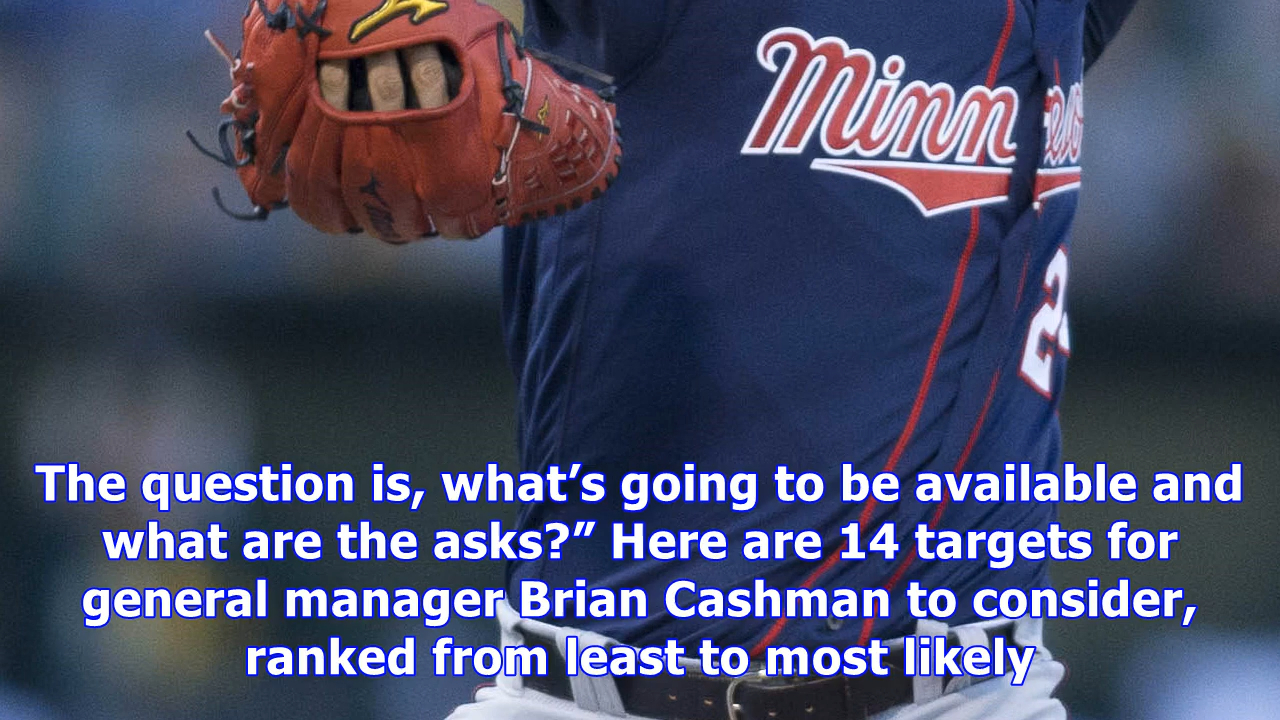 Minn
The question is, what’s going to be available and
what are the asks?” Here are 14 targets for
general manager Brian Cashman to consider,
ranked from least to most likely